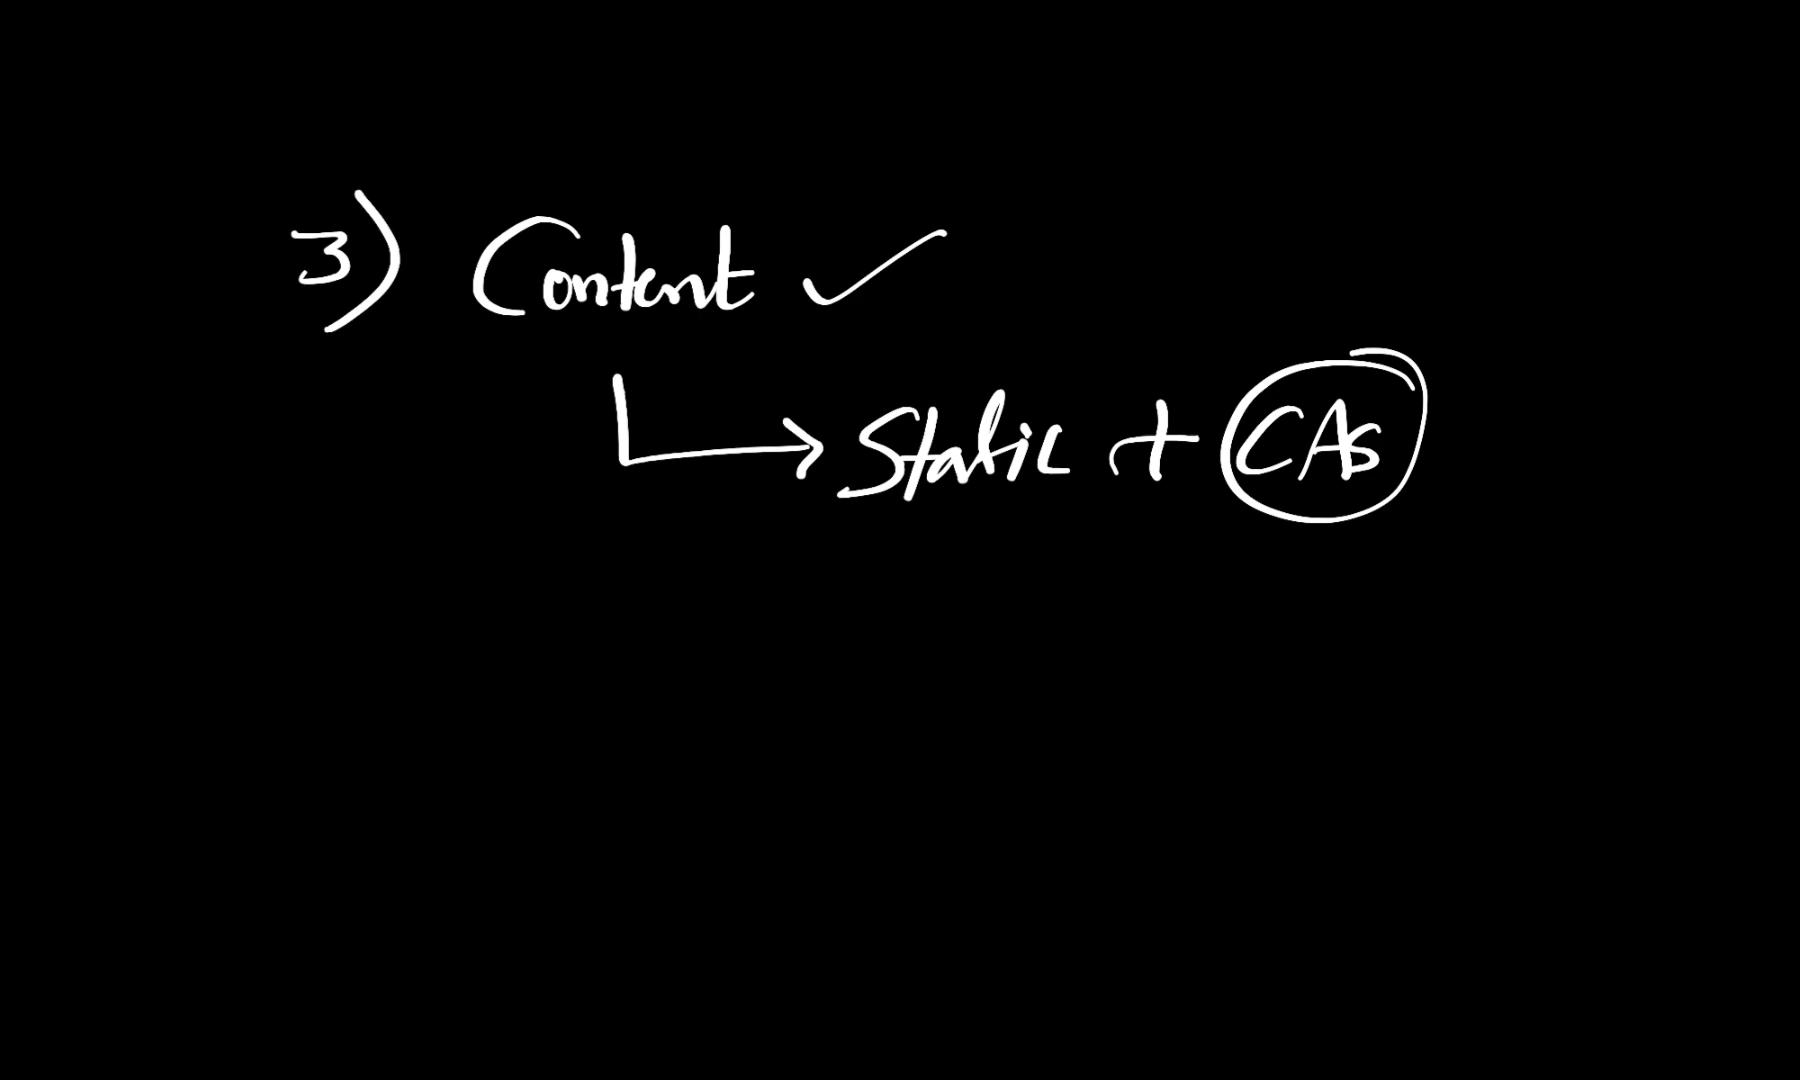 3) Content ✓
→ Static + CAs